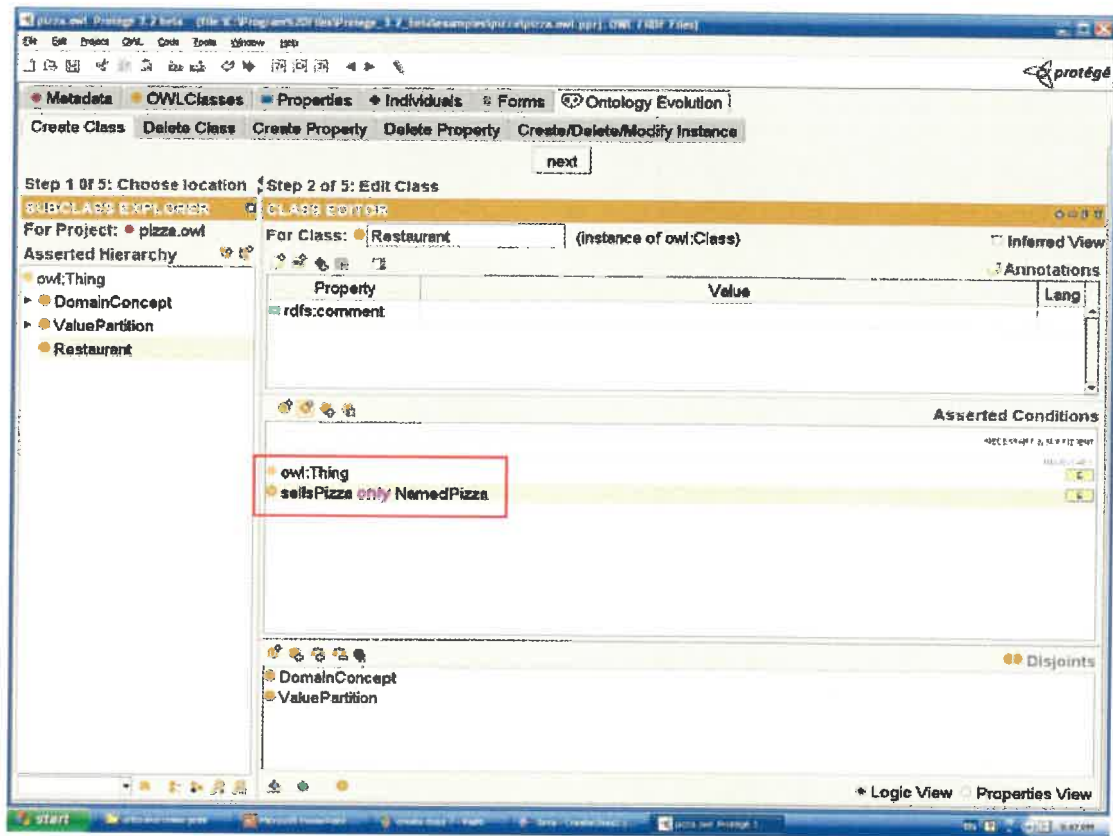 pizza.owl Protégé 3.2 beta
File Edit Project OWL Code Tools Window Help
protégé
Metadata OWLClasses Properties Individuals Forms Ontology Evolution
Create Class Delete Class Create Property Delete Property Create/Delete/Modify Instance
next
Step 1 Of 5: Choose location
Step 2 of 5: Edit Class
SUBCLASS EXPLORER
CLASS EDITOR
For Project: pizza.owl
For Class: Restaurant (instance of owl:Class)
Inferred View
Asserted Hierarchy
Annotations
owl:Thing
DomainConcept
ValuePartition
Restaurant
Property Value Lang
rdfs:comment
Asserted Conditions
NECESSARY & SUFFICIENT
NECESSARY
owl:Thing
sellsPizza only NamedPizza
Disjoints
DomainConcept
ValuePartition
Logic View Properties View
start